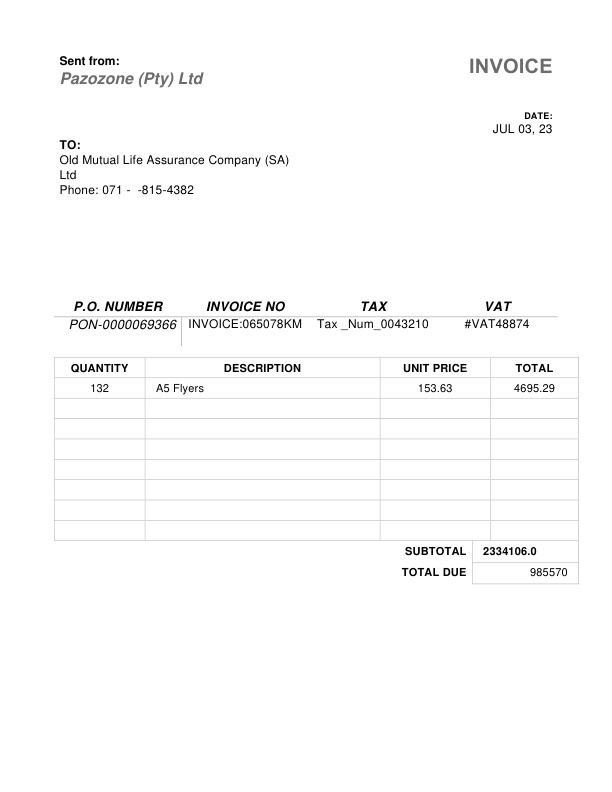 Sent from:
Pazozone (Pty) Ltd
INVOICE
DATE:
JUL 03, 23
TO:
Old Mutual Life Assurance Company (SA)
Ltd
Phone: 071 -  -815-4382
P.O. NUMBER INVOICE NO TAX VAT
PON-0000069366 INVOICE:065078KM Tax _Num_0043210 #VAT48874
QUANTITY DESCRIPTION UNIT PRICE TOTAL
132 A5 Flyers 153.63 4695.29
SUBTOTAL 2334106.0
TOTAL DUE 985570